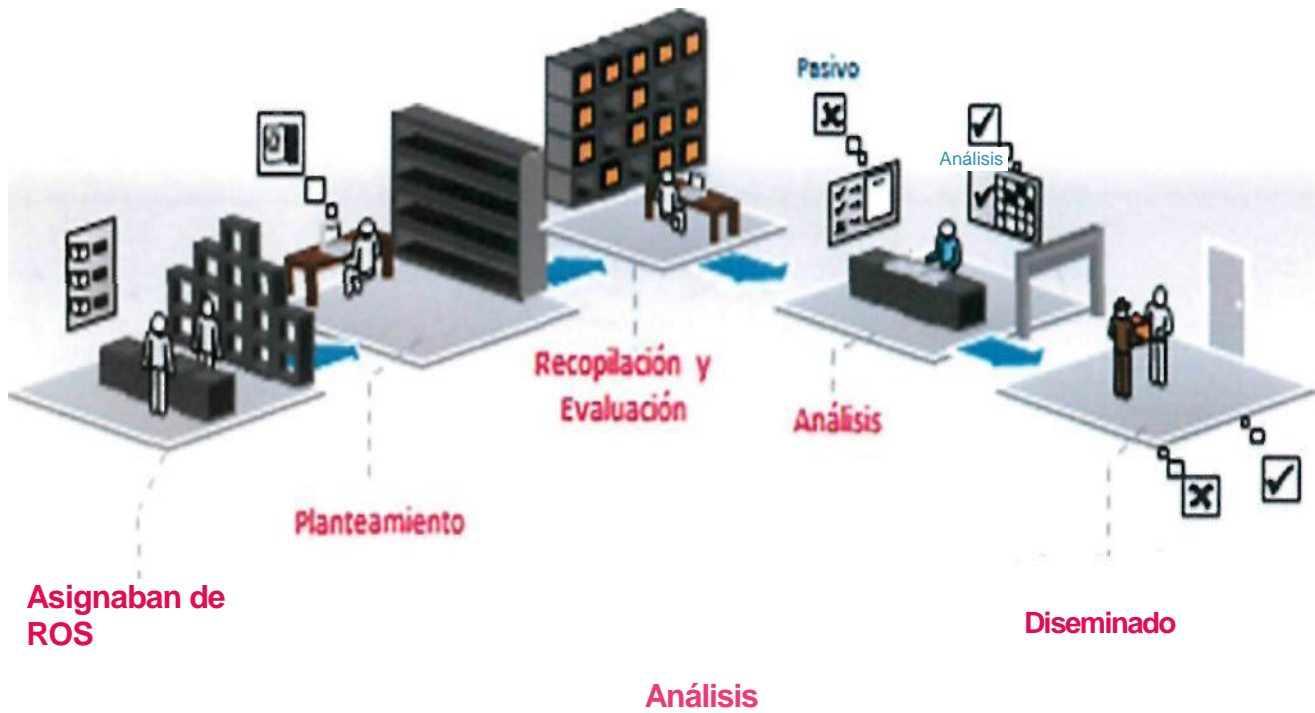 Pasivo
Análisis
Recopilación y
Evaluación
Análisis
Planteamiento
Asignaban de
ROS
Diseminado
Análisis